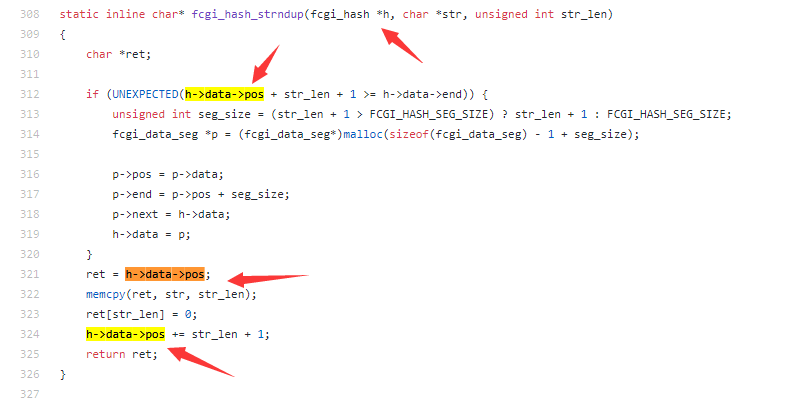 308 static inline char* fcgi_hash_strndup(fcgi_hash *h, char *str, unsigned int str_len)
309 {
310     char *ret;
311
312     if (UNEXPECTED(h->data->pos + str_len + 1 >= h->data->end)) {
313         unsigned int seg_size = (str_len + 1 > FCGI_HASH_SEG_SIZE) ? str_len + 1 : FCGI_HASH_SEG_SIZE;
314         fcgi_data_seg *p = (fcgi_data_seg*)malloc(sizeof(fcgi_data_seg) - 1 + seg_size);
315
316         p->pos = p->data;
317         p->end = p->pos + seg_size;
318         p->next = h->data;
319         h->data = p;
320     }
321     ret = h->data->pos;
322     memcpy(ret, str, str_len);
323     ret[str_len] = 0;
324     h->data->pos += str_len + 1;
325     return ret;
326 }
327